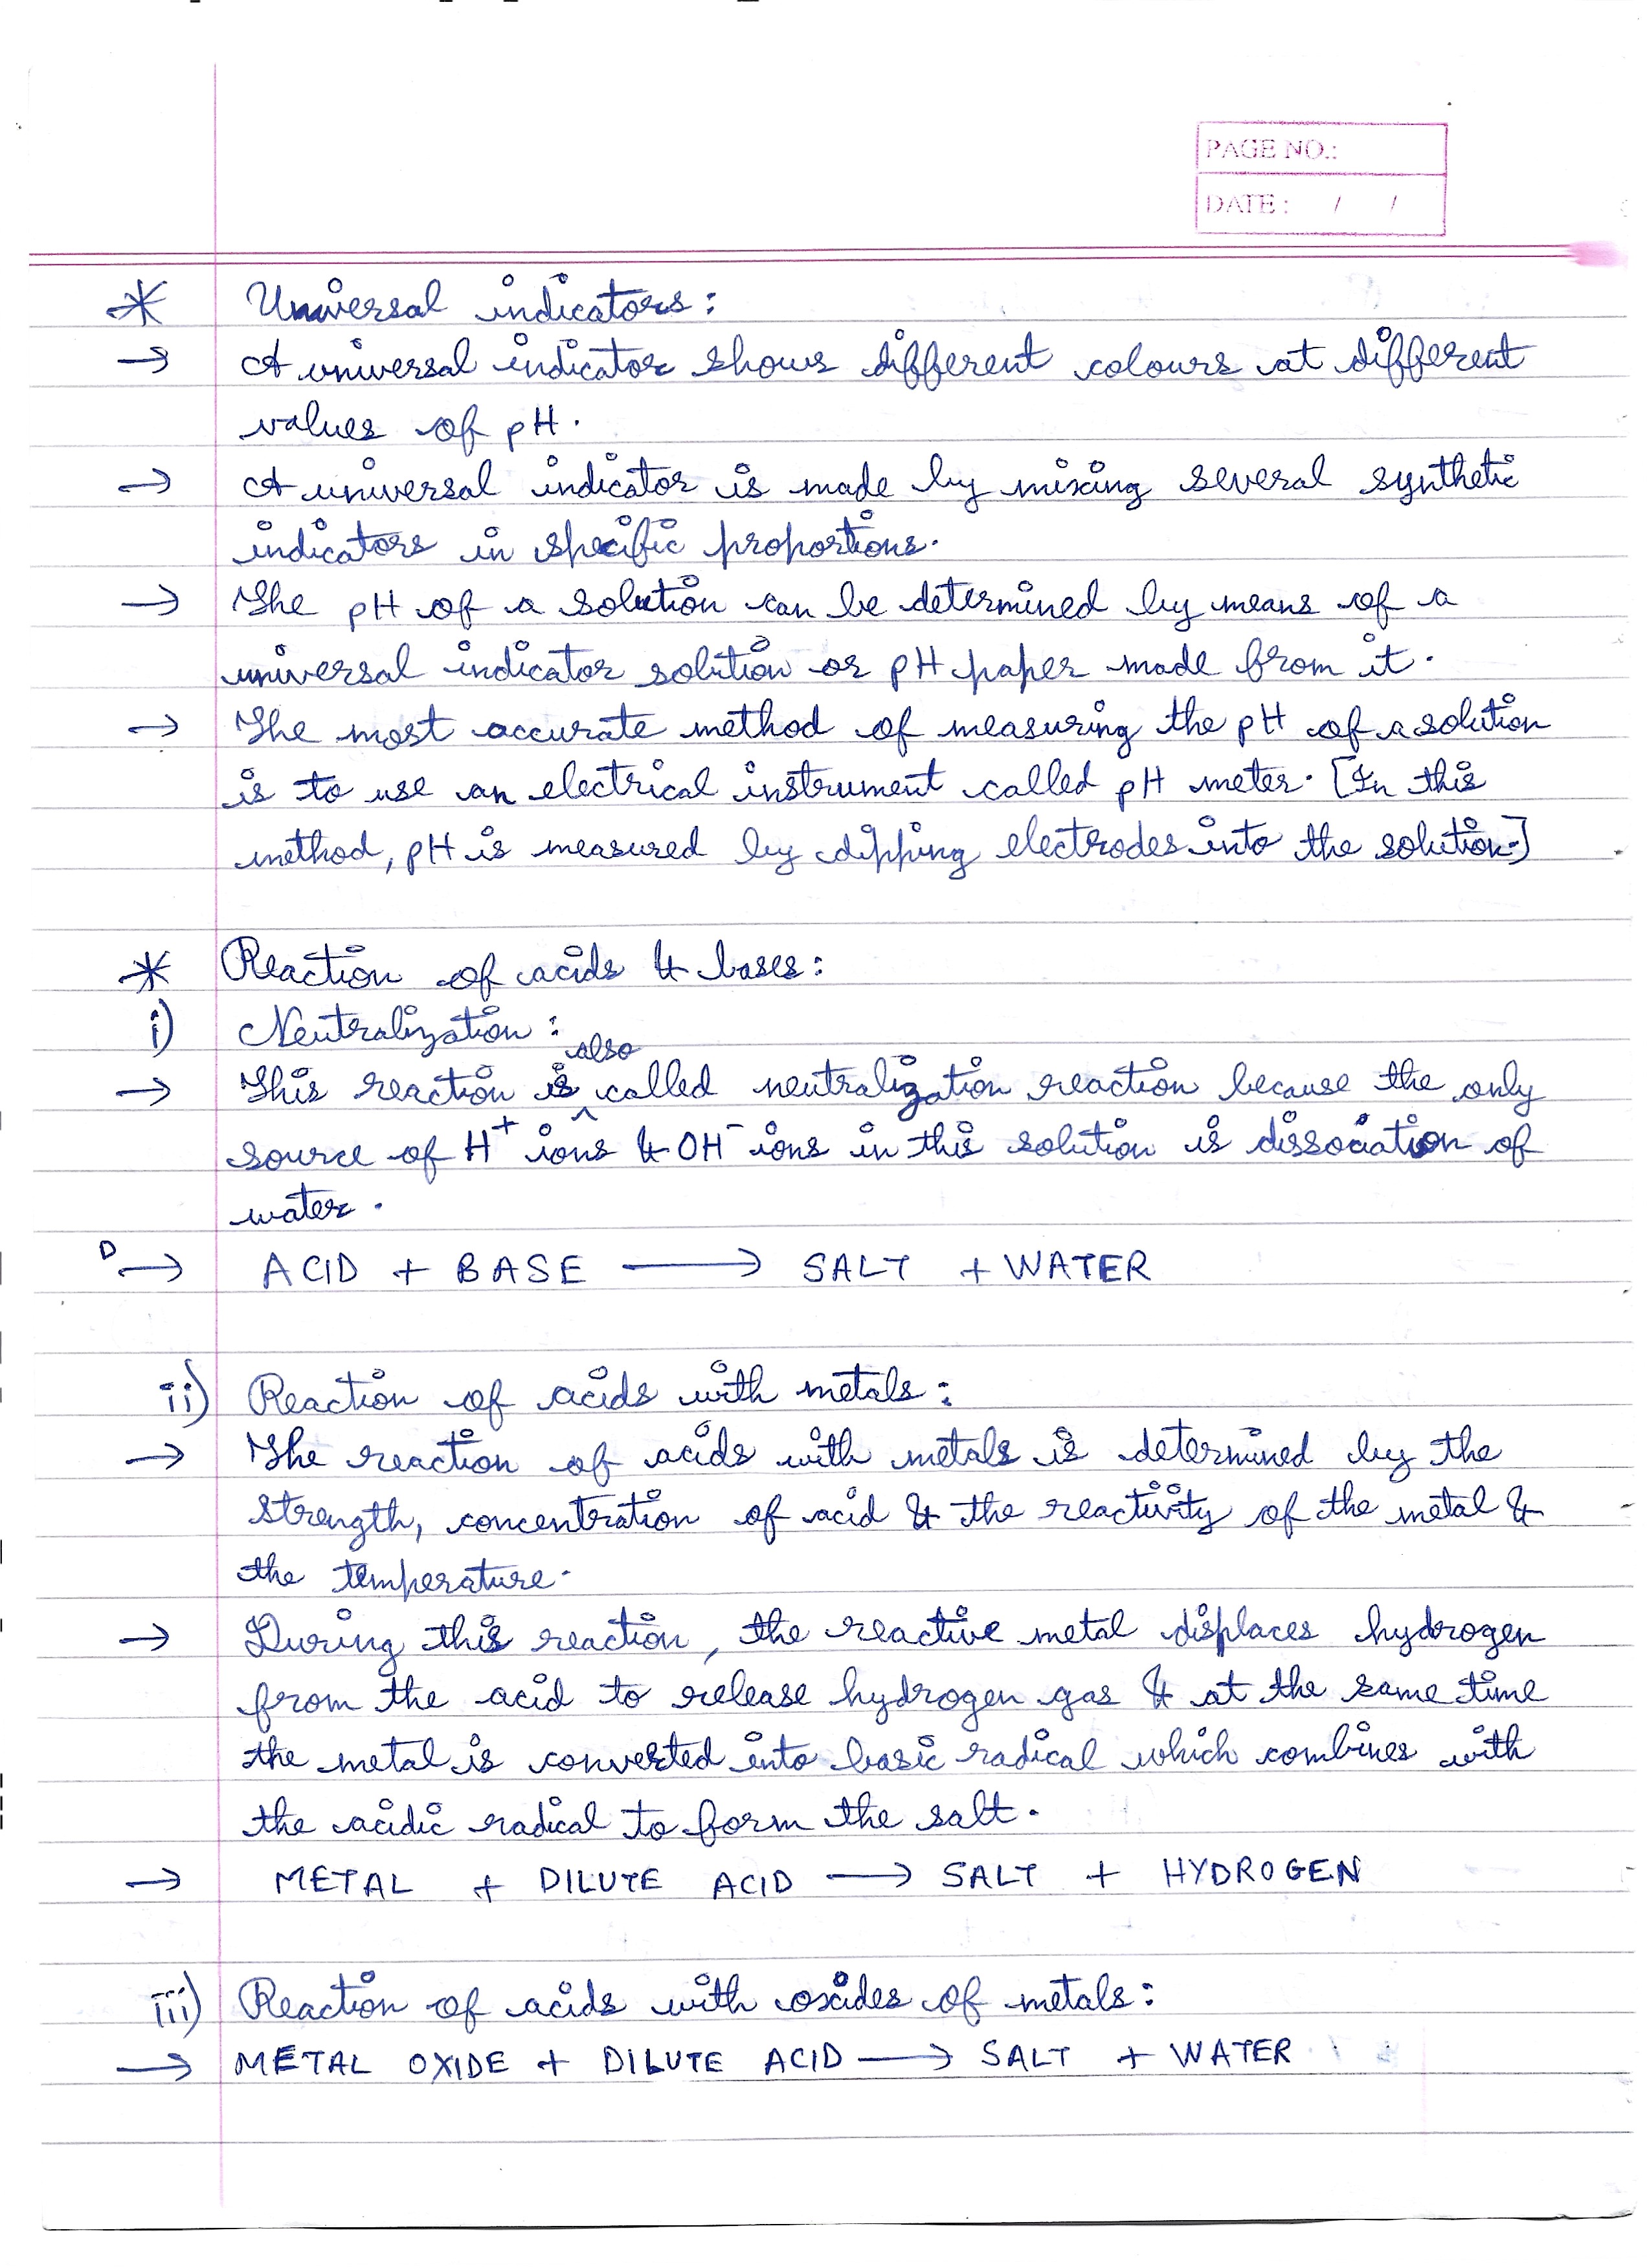 PAGE NO.:
DATE : / /
* Universal indicators:
→ A universal indicator shows different colours at different
values of pH.
→ A universal indicator is made by mixing several synthetic
indicators in specific proportions.
→ The pH of a solution can be determined by means of a
universal indicator solution or pH paper made from it.
→ The most accurate method of measuring the pH of a solution
is to use an electrical instrument called pH meter. [In this
method, pH is measured by dipping electrodes into the solution.]
* Reaction of acids & bases:
i) Neutralization:
also
→ This reaction is ^ called neutralization reaction because the only
source of H⁺ ions & OH⁻ ions in this solution is dissociation of
water.
D → ACID + BASE ⟶ SALT + WATER
ii) Reaction of acids with metals:
→ The reaction of acids with metals is determined by the
strength, concentration of acid & the reactivity of the metal &
the temperature.
→ During this reaction, the reactive metal displaces hydrogen
from the acid to release hydrogen gas & at the same time
the metal is converted into basic radical which combines with
the acidic radical to form the salt.
→ METAL + DILUTE ACID ⟶ SALT + HYDROGEN
iii) Reaction of acids with oxides of metals:
→ METAL OXIDE + DILUTE ACID ⟶ SALT + WATER